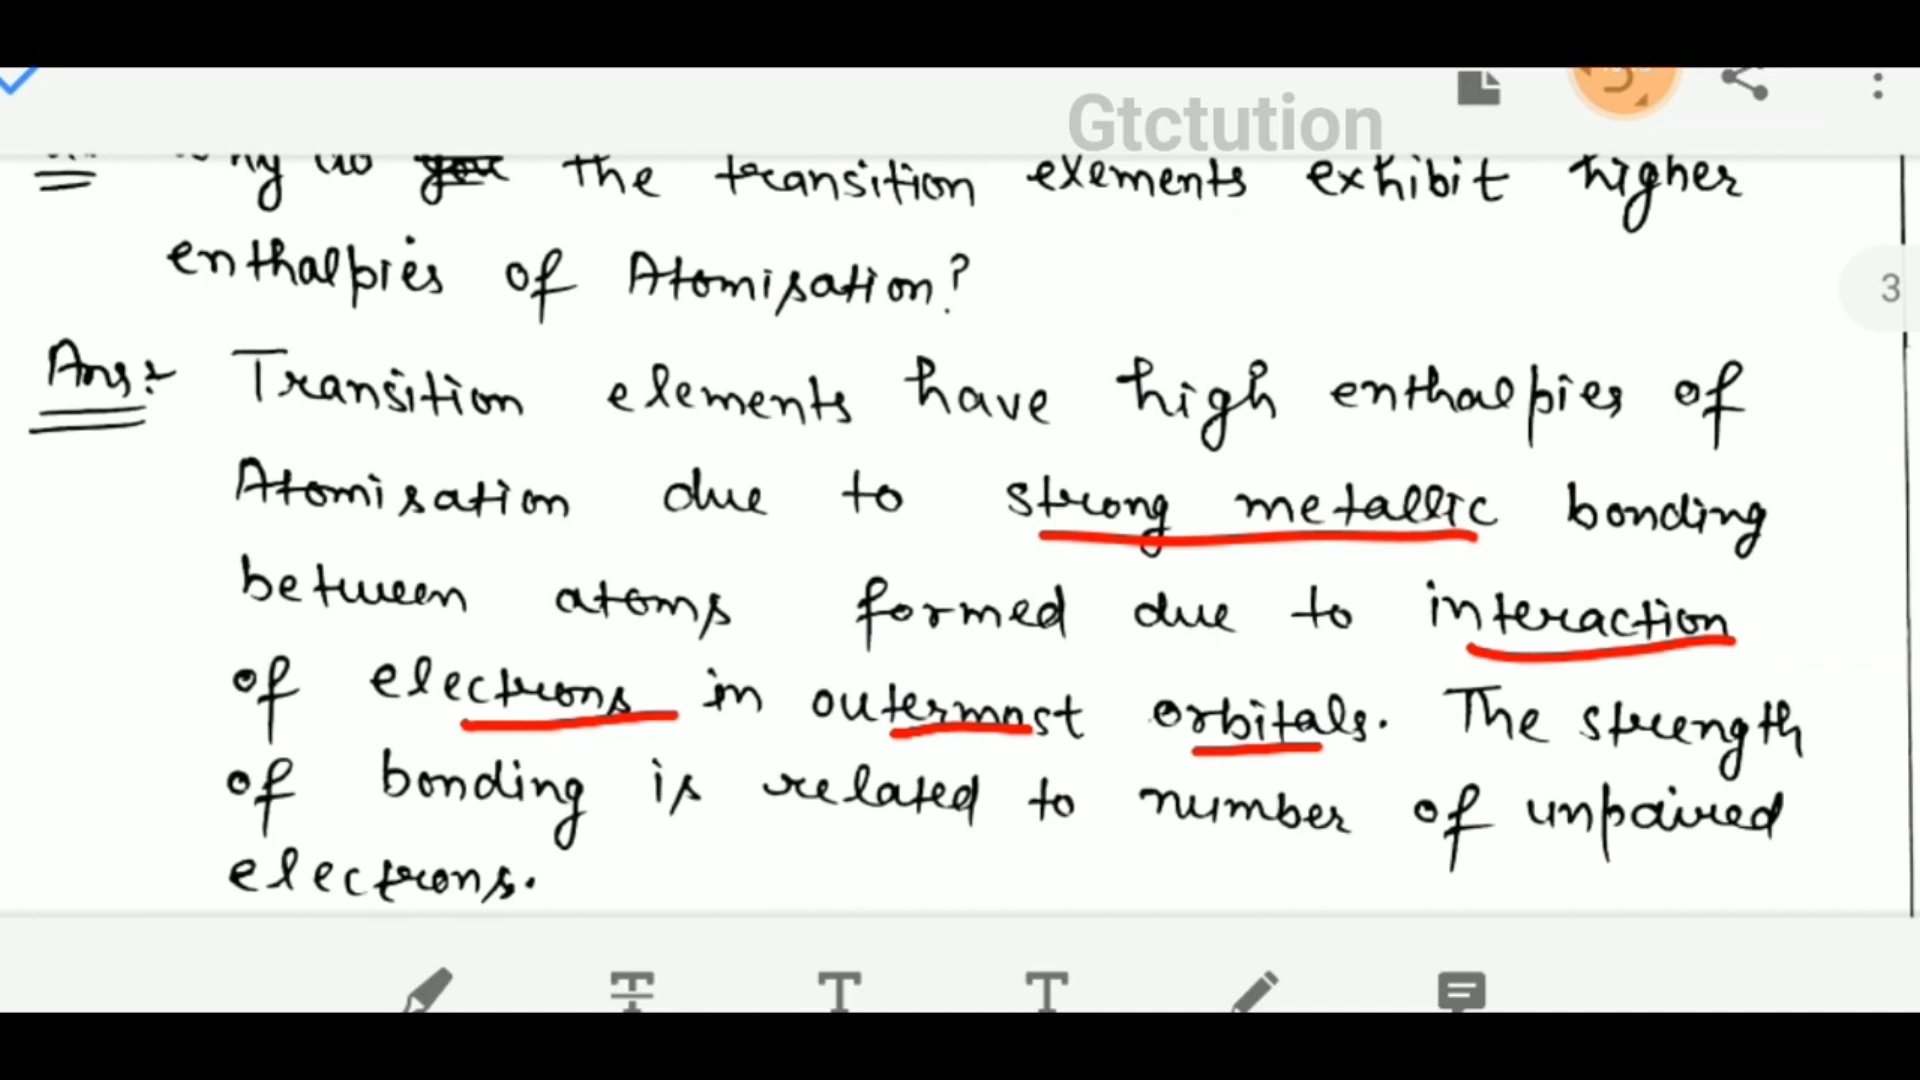 Gtctution
Why do the transition elements exhibit higher
3
enthalpies of Atomisation?
Ans: Transition elements have high enthalpies of
Atomisation due to strong metallic bonding
between atoms formed due to interaction
of electrons in outermost orbitals. The strength
of bonding is related to number of unpaired
electrons.